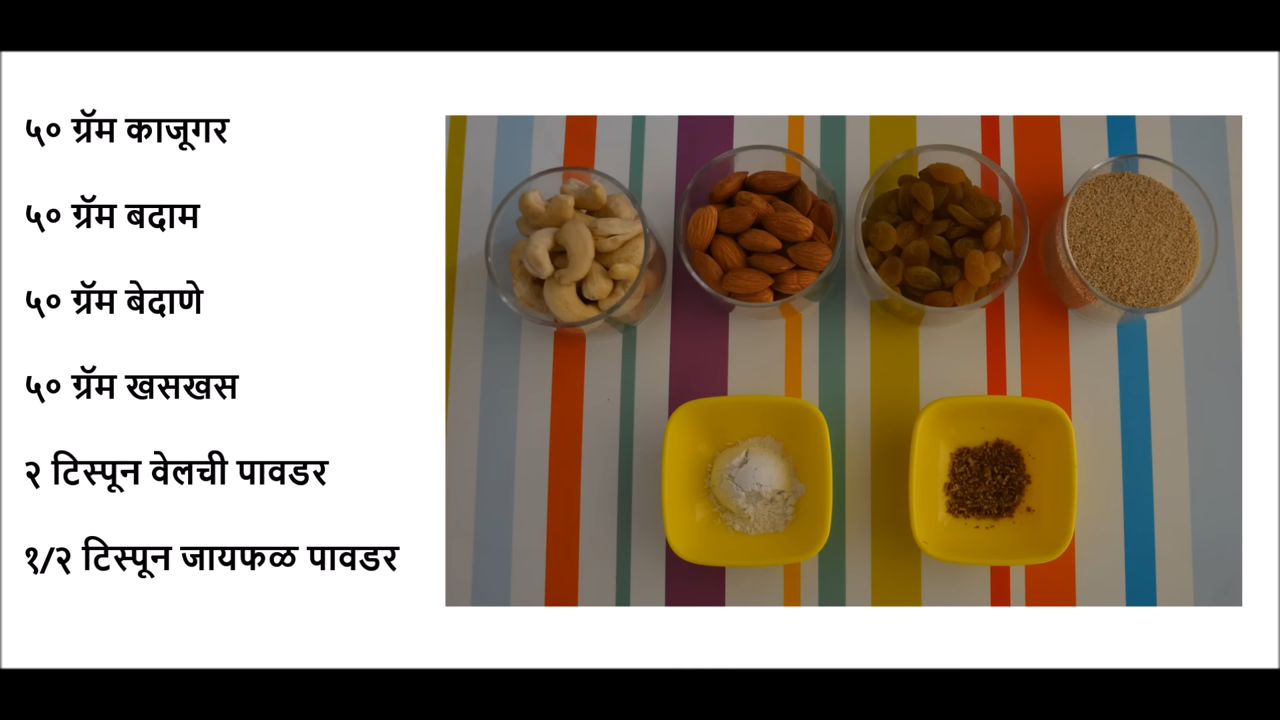 ५० ग्रॅम काजूगर
५० ग्रॅम बदाम
५० ग्रॅम बेदाणे
५० ग्रॅम खसखस
२ टिस्पून वेलची पावडर
१/२ टिस्पून जायफळ पावडर